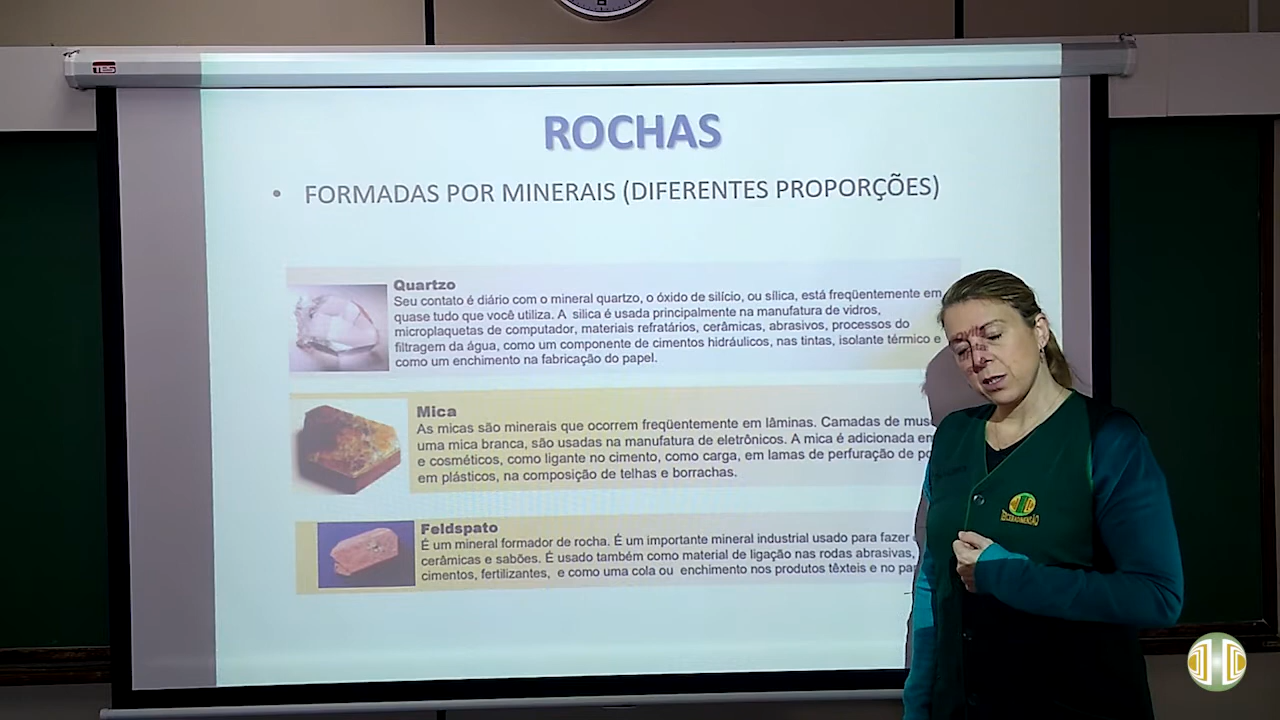 TES
ROCHAS
• FORMADAS POR MINERAIS (DIFERENTES PROPORÇÕES)
Quartzo
Seu contato é diário com o mineral quartzo, o óxido de silício, ou sílica, está freqüentemente em
quase tudo que você utiliza. A silica é usada principalmente na manufatura de vidros,
microplaquetas de computador, materiais refratários, cerâmicas, abrasivos, processos do
filtragem da água, como um componente de cimentos hidráulicos, nas tintas, isolante térmico e
como um enchimento na fabricação do papel.
Mica
As micas são minerais que ocorrem freqüentemente em lâminas. Camadas de
uma mica branca, são usadas na manufatura de eletrônicos. A mica é adicionada em
e cosméticos, como ligante no cimento, como carga, em lamas de perfuração de
em plásticos, na composição de telhas e borrachas.
Feldspato
É um mineral formador de rocha. É um importante mineral industrial usado para fazer
cerâmicas e sabões. É usado também como material de ligação nas rodas abrasivas,
cimentos, fertilizantes, e como uma cola ou enchimento nos produtos têxteis e no
TERCEIRA DIMENSÃO